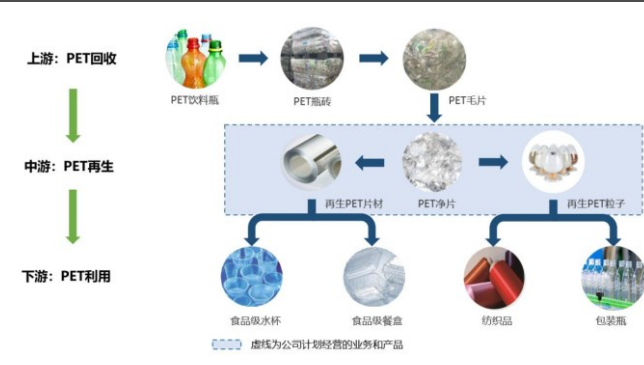 上游：PET回收
PET饮料瓶
PET瓶砖
PET毛片
中游：PET再生
再生PET片材
PET净片
再生PET粒子
下游：PET利用
食品级水杯
食品级餐盒
纺织品
包装瓶
虚线为公司计划经营的业务和产品